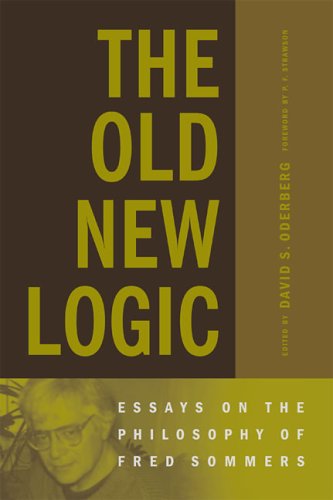 THE
OLD
NEW
LOGIC
EDITED BY DAVID S. ODERBERG
FOREWORD BY P. F. STRAWSON
ESSAYS ON THE
PHILOSOPHY OF
FRED SOMMERS